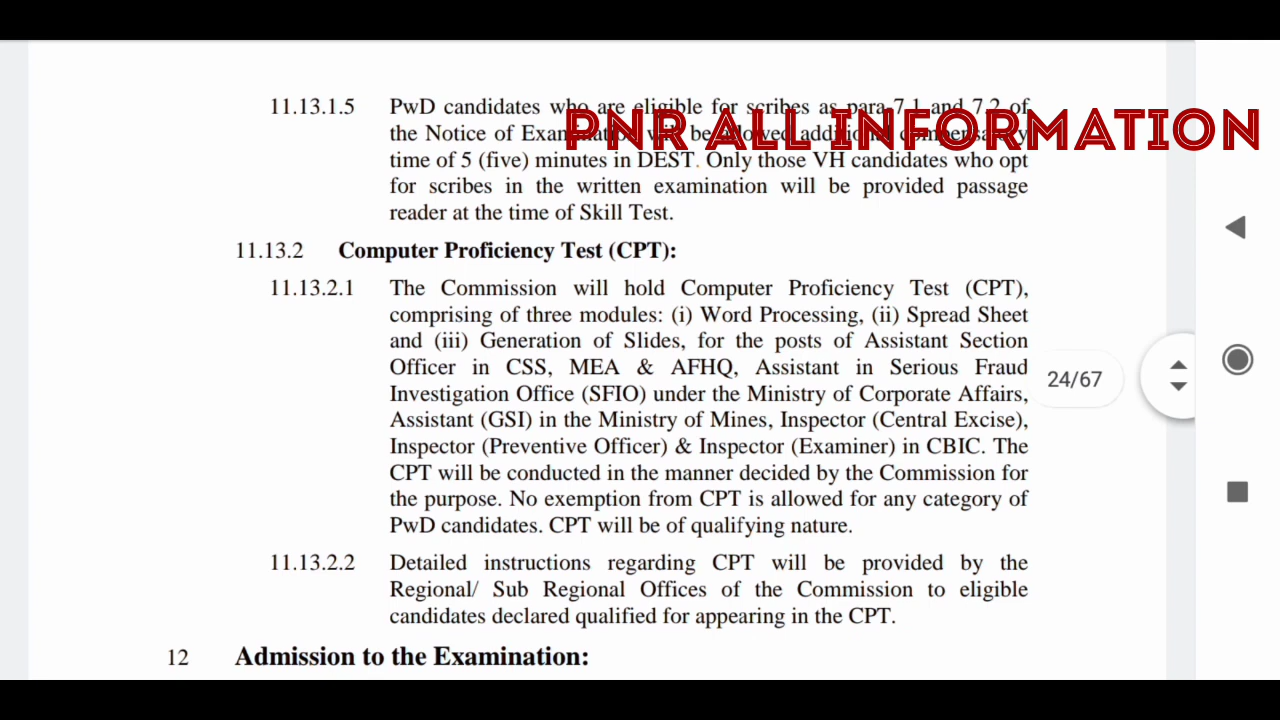 11.13.1.5 PwD candidates who are eligible for scribes as para 7.1 and 7.2 of
PNR ALL INFORMATION
the Notice of Examination will be allowed additional compensatory
time of 5 (five) minutes in DEST. Only those VH candidates who opt
for scribes in the written examination will be provided passage
reader at the time of Skill Test.
11.13.2 Computer Proficiency Test (CPT):
11.13.2.1 The Commission will hold Computer Proficiency Test (CPT),
comprising of three modules: (i) Word Processing, (ii) Spread Sheet
and (iii) Generation of Slides, for the posts of Assistant Section
Officer in CSS, MEA & AFHQ, Assistant in Serious Fraud
Investigation Office (SFIO) under the Ministry of Corporate Affairs,
Assistant (GSI) in the Ministry of Mines, Inspector (Central Excise),
Inspector (Preventive Officer) & Inspector (Examiner) in CBIC. The
CPT will be conducted in the manner decided by the Commission for
the purpose. No exemption from CPT is allowed for any category of
PwD candidates. CPT will be of qualifying nature.
24/67
11.13.2.2 Detailed instructions regarding CPT will be provided by the
Regional/ Sub Regional Offices of the Commission to eligible
candidates declared qualified for appearing in the CPT.
12 Admission to the Examination: